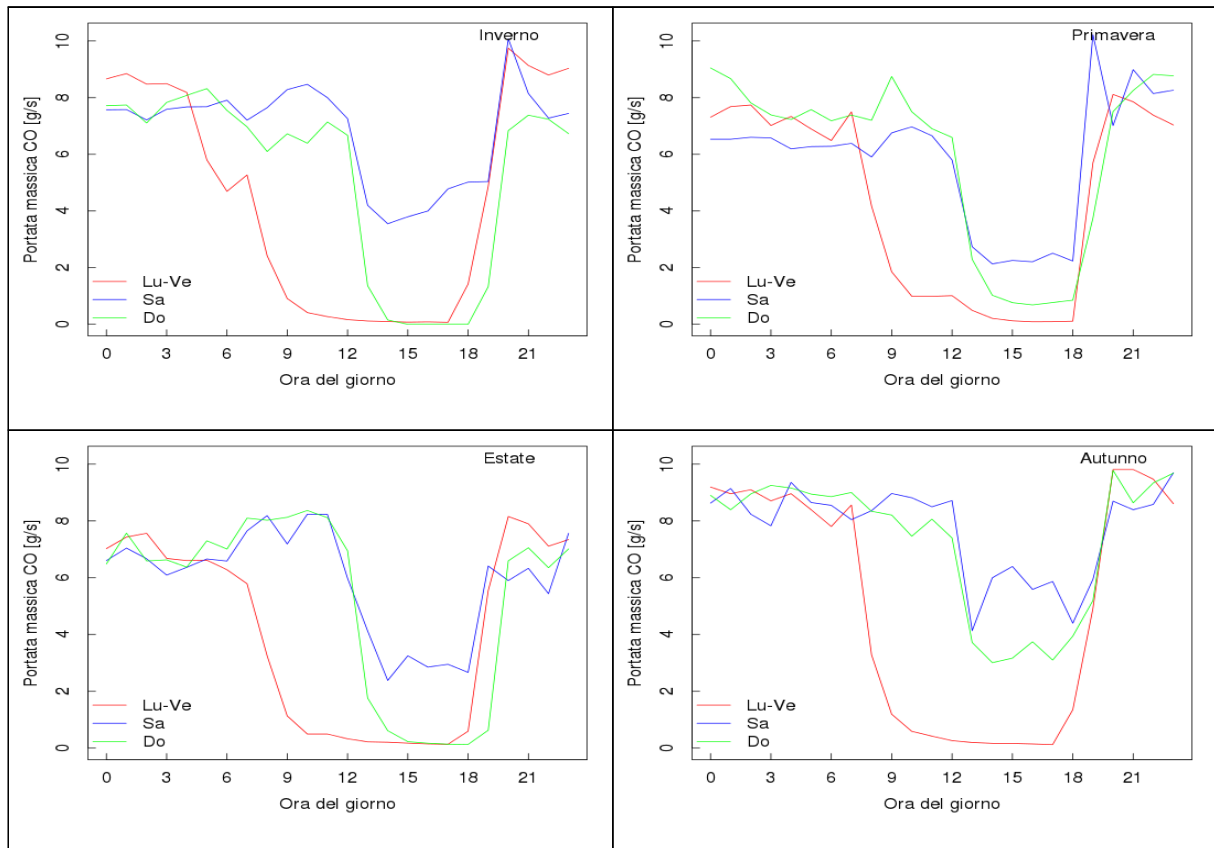 Inverno
Portata massica CO [g/s]
10
8
6
4
2
0
Lu-Ve
Sa
Do
0 3 6 9 12 15 18 21
Ora del giorno
Primavera
Portata massica CO [g/s]
10
8
6
4
2
0
Lu-Ve
Sa
Do
0 3 6 9 12 15 18 21
Ora del giorno
Estate
Portata massica CO [g/s]
10
8
6
4
2
0
Lu-Ve
Sa
Do
0 3 6 9 12 15 18 21
Ora del giorno
Autunno
Portata massica CO [g/s]
10
8
6
4
2
0
Lu-Ve
Sa
Do
0 3 6 9 12 15 18 21
Ora del giorno